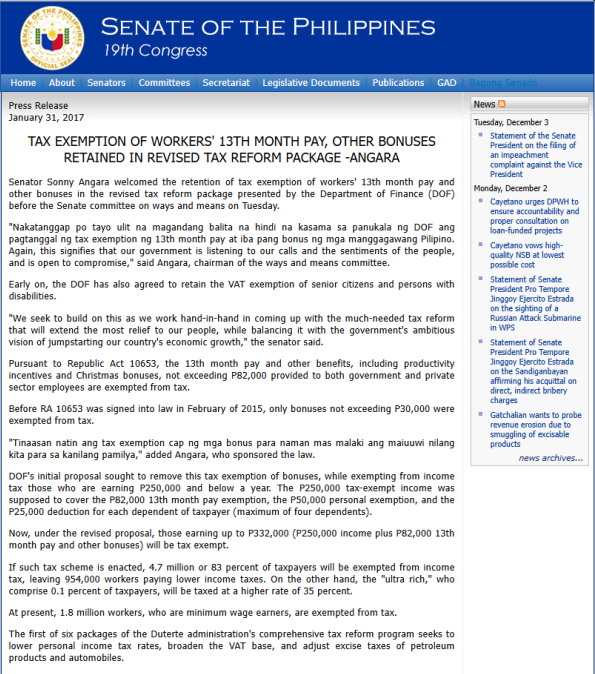 SENATE OF THE PHILIPPINES
19th Congress
SENATE OF THE PHILIPPINES
OFFICIAL SEAL
Home About Senators Committees Secretariat Legislative Documents Publications GAD Bagong Senado
Press Release
January 31, 2017
TAX EXEMPTION OF WORKERS' 13TH MONTH PAY, OTHER BONUSES
RETAINED IN REVISED TAX REFORM PACKAGE -ANGARA
Senator Sonny Angara welcomed the retention of tax exemption of workers' 13th month pay and
other bonuses in the revised tax reform package presented by the Department of Finance (DOF)
before the Senate committee on ways and means on Tuesday.
"Nakatanggap po tayo ulit na magandang balita na hindi na kasama sa panukala ng DOF ang
pagtanggal ng tax exemption ng 13th month pay at iba pang bonus ng mga manggagawang Pilipino.
Again, this signifies that our government is listening to our calls and the sentiments of the people,
and is open to compromise," said Angara, chairman of the ways and means committee.
Early on, the DOF has also agreed to retain the VAT exemption of senior citizens and persons with
disabilities.
"We seek to build on this as we work hand-in-hand in coming up with the much-needed tax reform
that will extend the most relief to our people, while balancing it with the government's ambitious
vision of jumpstarting our country's economic growth," the senator said.
Pursuant to Republic Act 10653, the 13th month pay and other benefits, including productivity
incentives and Christmas bonuses, not exceeding P82,000 provided to both government and private
sector employees are exempted from tax.
Before RA 10653 was signed into law in February of 2015, only bonuses not exceeding P30,000 were
exempted from tax.
"Tinaasan natin ang tax exemption cap ng mga bonus para naman mas malaki ang maiuuwi nilang
kita para sa kanilang pamilya," added Angara, who sponsored the law.
DOF's initial proposal sought to remove this tax exemption of bonuses, while exempting from income
tax those who are earning P250,000 and below a year. The P250,000 tax-exempt income was
supposed to cover the P82,000 13th month pay exemption, the P50,000 personal exemption, and the
P25,000 deduction for each dependent of taxpayer (maximum of four dependents).
Now, under the revised proposal, those earning up to P332,000 (P250,000 income plus P82,000 13th
month pay and other bonuses) will be tax exempt.
If such tax scheme is enacted, 4.7 million or 83 percent of taxpayers will be exempted from income
tax, leaving 954,000 workers paying lower income taxes. On the other hand, the "ultra rich," who
comprise 0.1 percent of taxpayers, will be taxed at a higher rate of 35 percent.
At present, 1.8 million workers, who are minimum wage earners, are exempted from tax.
The first of six packages of the Duterte administration's comprehensive tax reform program seeks to
lower personal income tax rates, broaden the VAT base, and adjust excise taxes of petroleum
products and automobiles.
News
Tuesday, December 3
Statement of the Senate
President on the filing of
an impeachment
complaint against the Vice
President
Monday, December 2
Cayetano urges DPWH to
ensure accountability and
proper consultation on
loan-funded projects
Cayetano vows high-
quality NSB at lowest
possible cost
Statement of Senate
President Pro Tempore
Jinggoy Ejercito Estrada
on the sighting of a
Russian Attack Submarine
in WPS
Statement of Senate
President Pro Tempore
Jinggoy Ejercito Estrada
on the Sandiganbayan
affirming his acquittal on
direct, indirect bribery
charges
Gatchalian wants to probe
revenue erosion due to
smuggling of excisable
products
news archives...